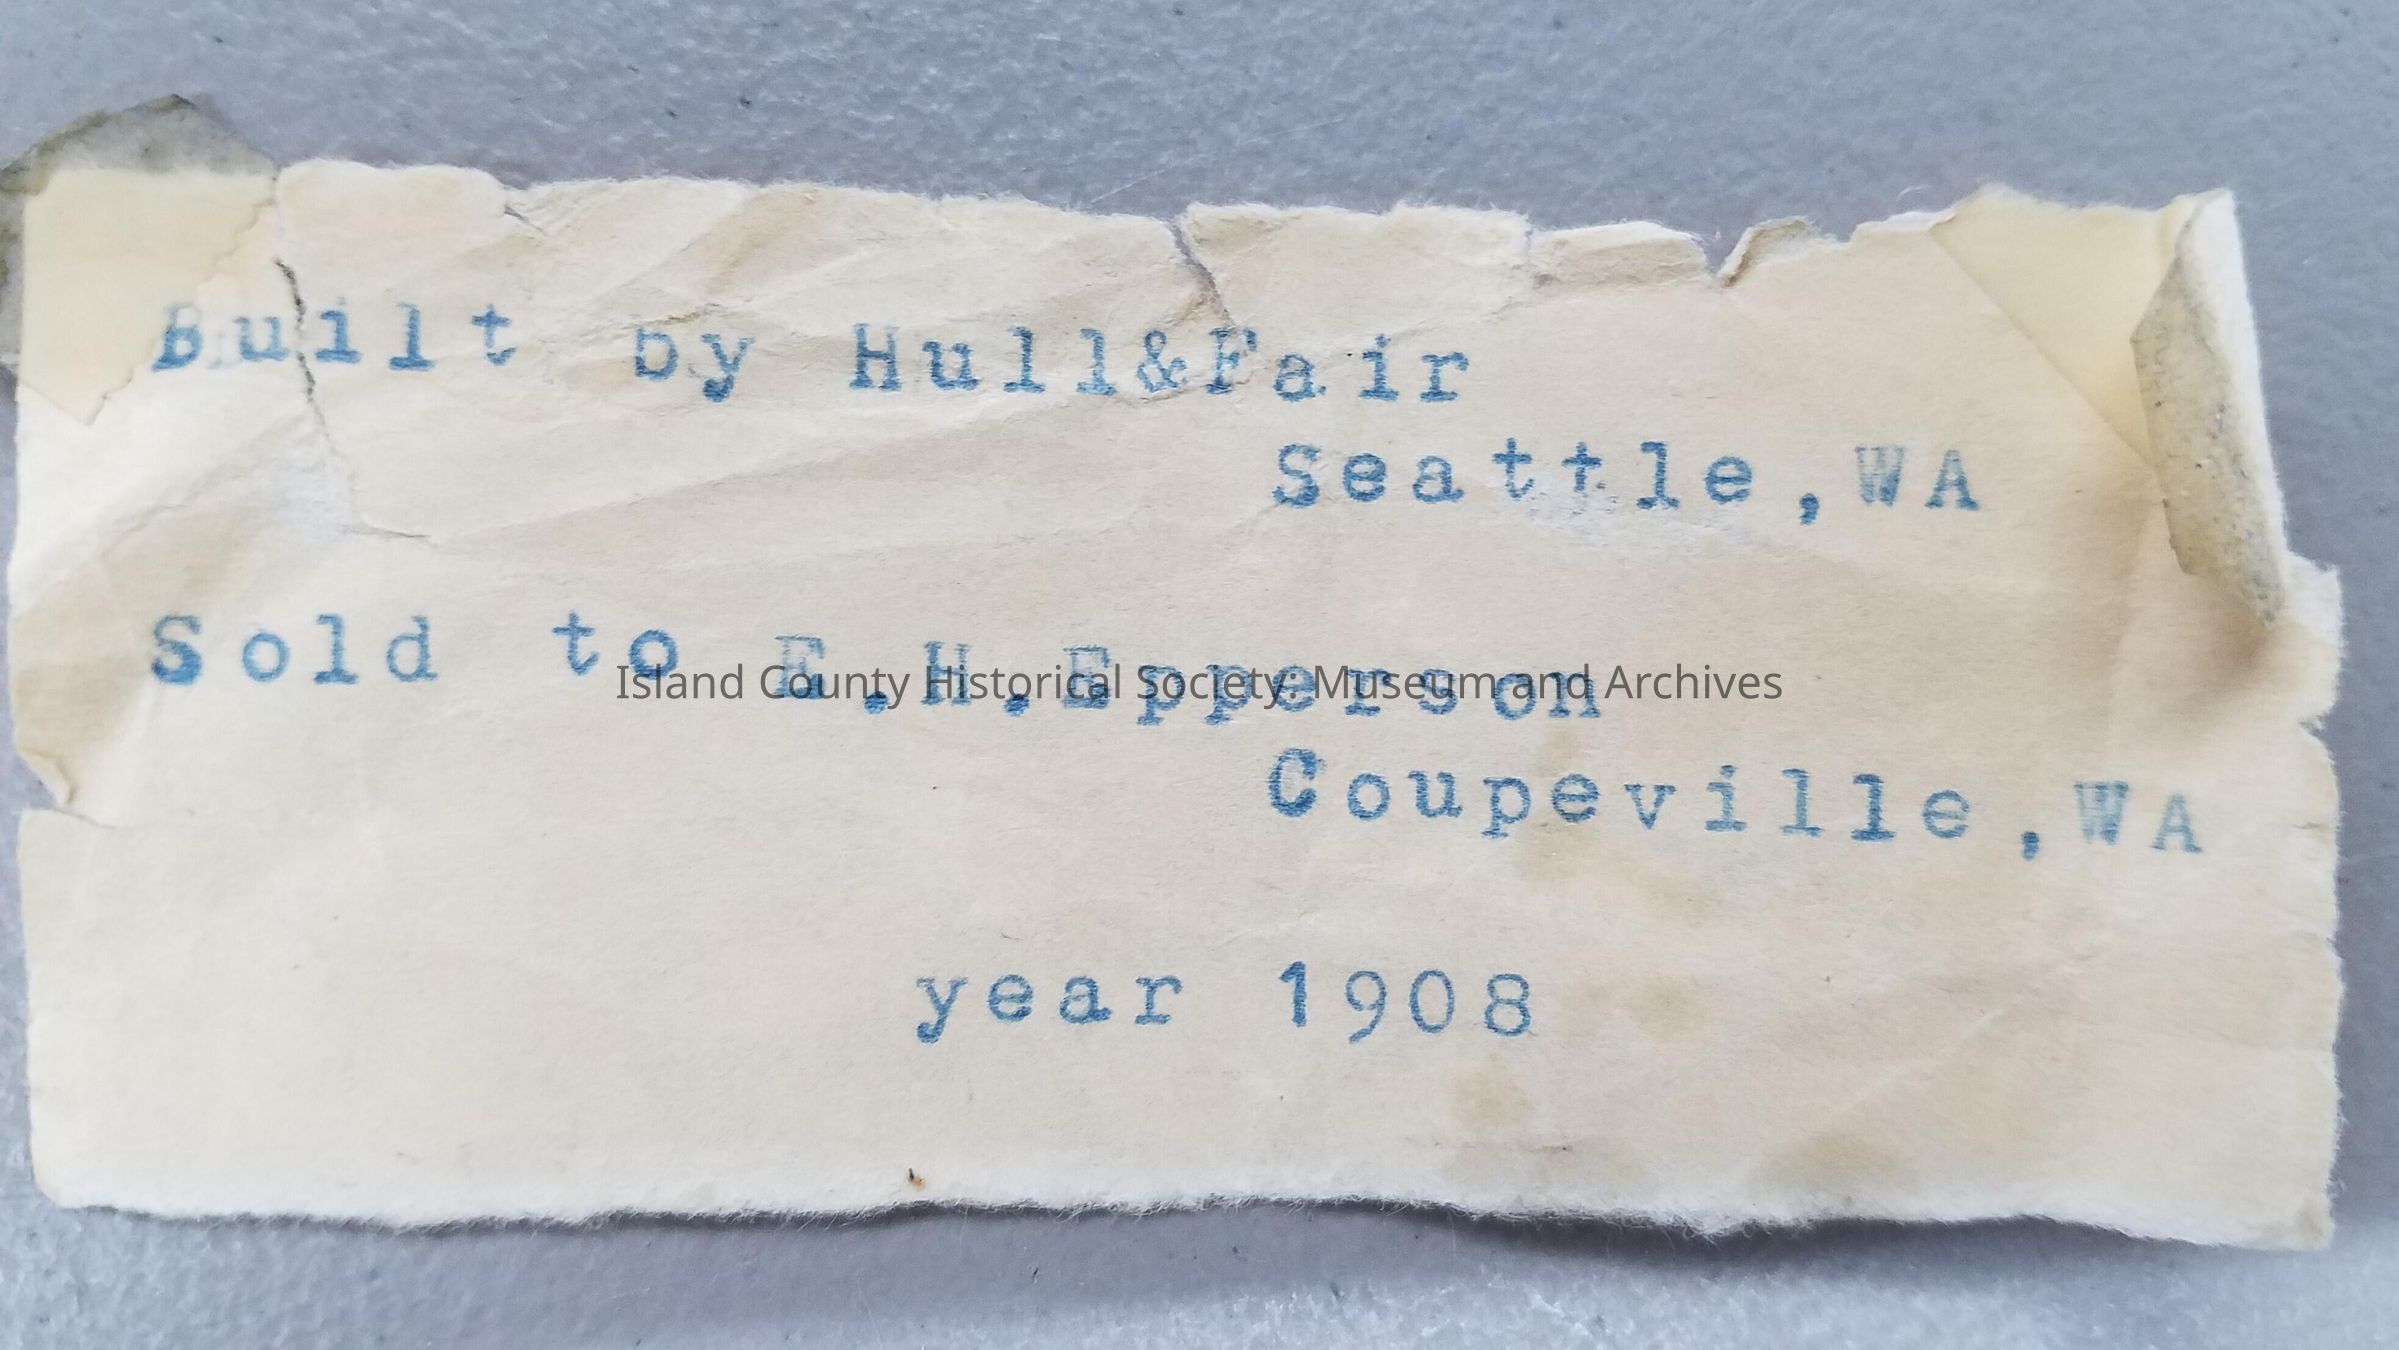 Built by Hull&Fair
Seattle,WA
Sold to E.H.Epperson
Island County Historical Society: Museum and Archives
Coupeville,WA
year 1908